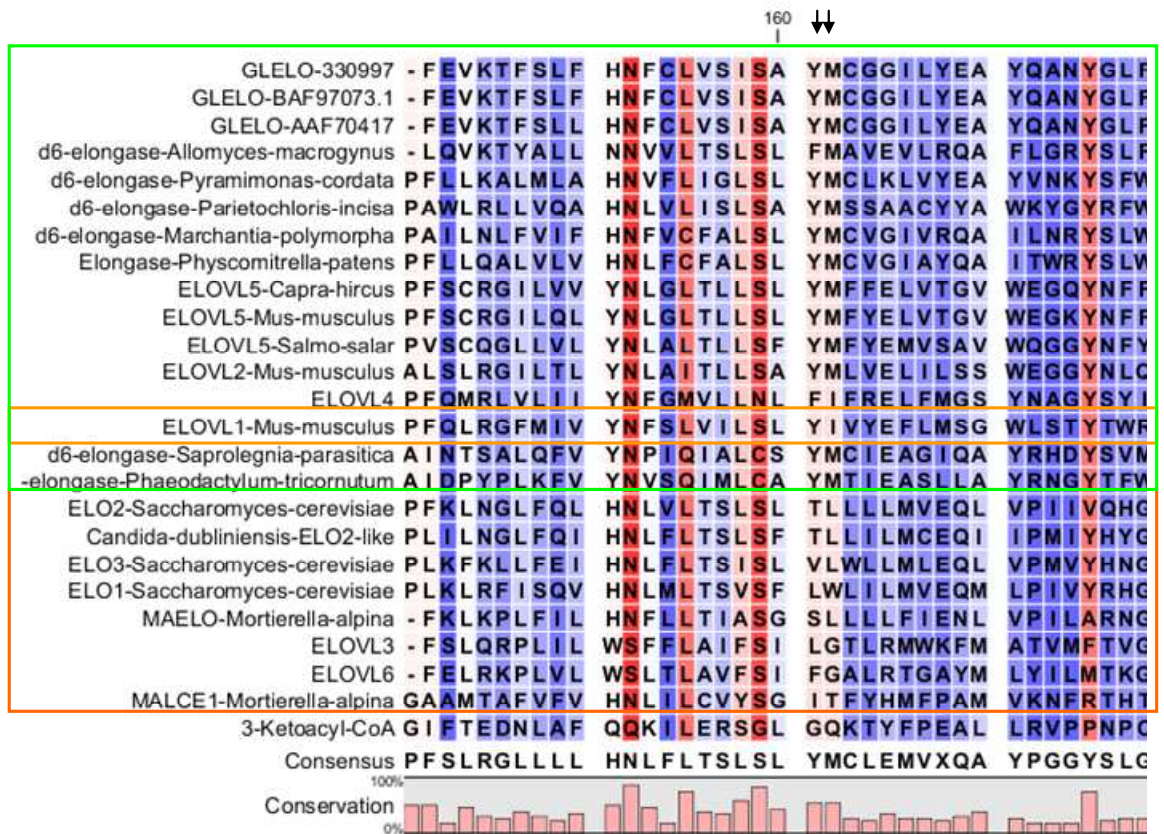 160
GLELO-330997 - F E V K T F S L F H N F C L V S I S A Y M C G G I L Y E A Y Q A N Y G L F
GLELO-BAF97073.1 - F E V K T F S L F H N F C L V S I S A Y M C G G I L Y E A Y Q A N Y G L F
GLELO-AAF70417 - F E V K T F S L L H N F C L V S I S A Y M C G G I L Y E A Y Q A N Y G L F
d6-elongase-Allomyces-macrogynus - L Q V K T Y A L L N N V V L T S L S L F M A V E V L R Q A F L G R Y S L F
d6-elongase-Pyramimonas-cordata P F L L K A L M L A H N V F L I G L S L Y M C L K L V Y E A Y V N K Y S F W
d6-elongase-Parietochloris-incisa P A W L R L L V Q A H N L V L I S L S A Y M S S A A C Y Y A W K Y G Y R F W
d6-elongase-Marchantia-polymorpha P A I L N L F V I F H N F V C F A L S L Y M C V G I V R Q A I L N R Y S L W
Elongase-Physcomitrella-patens P F L L Q A L V L V H N L F C F A L S L Y M C V G I A Y Q A I T W R Y S L W
ELOVL5-Capra-hircus P F S C R G I L V V Y N L G L T L L S L Y M F F E L V T G V W E G Q Y N F F
ELOVL5-Mus-musculus P F S C R G I L Q L Y N L G L T L L S L Y M F Y E L V T G V W E G K Y N F F
ELOVL5-Salmo-salar P V S C Q G L L V L Y N L A L T L L S F Y M F Y E M V S A V W Q G G Y N F Y
ELOVL2-Mus-musculus A L S L R G I L T L Y N L A I T L L S A Y M L V E L I L S S W E G G Y N L Q
ELOVL4 P F Q M R L V L I I Y N F G M V L L N L F I F R E L F M G S Y N A G Y S Y I
ELOVL1-Mus-musculus P F Q L R G F M I V Y N F S L V I L S L Y I V Y E F L M S G W L S T Y T W R
d6-elongase-Saprolegnia-parasitica A I N T S A L Q F V Y N P I Q I A L C S Y M C I E A G I Q A Y R H D Y S V M
-elongase-Phaeodactylum-tricornutum A I D P Y P L K F V Y N V S Q I M L C A Y M T I E A S L L A Y R N G Y T F W
ELO2-Saccharomyces-cerevisiae P F K L N G L F Q L H N L V L T S L S L T L L L L M V E Q L V P I I V Q H G
Candida-dubliniensis-ELO2-like P L I L N G L F Q I H N L F L T S L S F T L L I L M C E Q I I P M I Y H Y G
ELO3-Saccharomyces-cerevisiae P L K F K L L F E I H N L F L T S I S L V L W L L M L E Q L V P M V Y H N G
ELO1-Saccharomyces-cerevisiae P L K L R F I S Q V H N L M L T S V S F L W L I L M V E Q M L P I V Y R H G
MAELO-Mortierella-alpina - F K L K P L F I L H N F L L T I A S G S L L L L F I E N L V P I L A R N G
ELOVL3 - F S L Q R P L I L W S F F L A I F S I L G T L R M W K F M A T V M F T V G
ELOVL6 - F E L R K P L V L W S L T L A V F S I F G A L R T G A Y M L Y I L M T K G
MALCE1-Mortierella-alpina G A A M T A F V F V H N L I L C V Y S G I T F Y H M F P A M V K N F R T H T
3-Ketoacyl-CoA G I F T E D N L A F Q Q K I L E R S G L G Q K T Y F P E A L L R V P P N P C
Consensus P F S L R G L L L L H N L F L T S L S L Y M C L E M V X Q A Y P G G Y S L G
100%
Conservation
0%